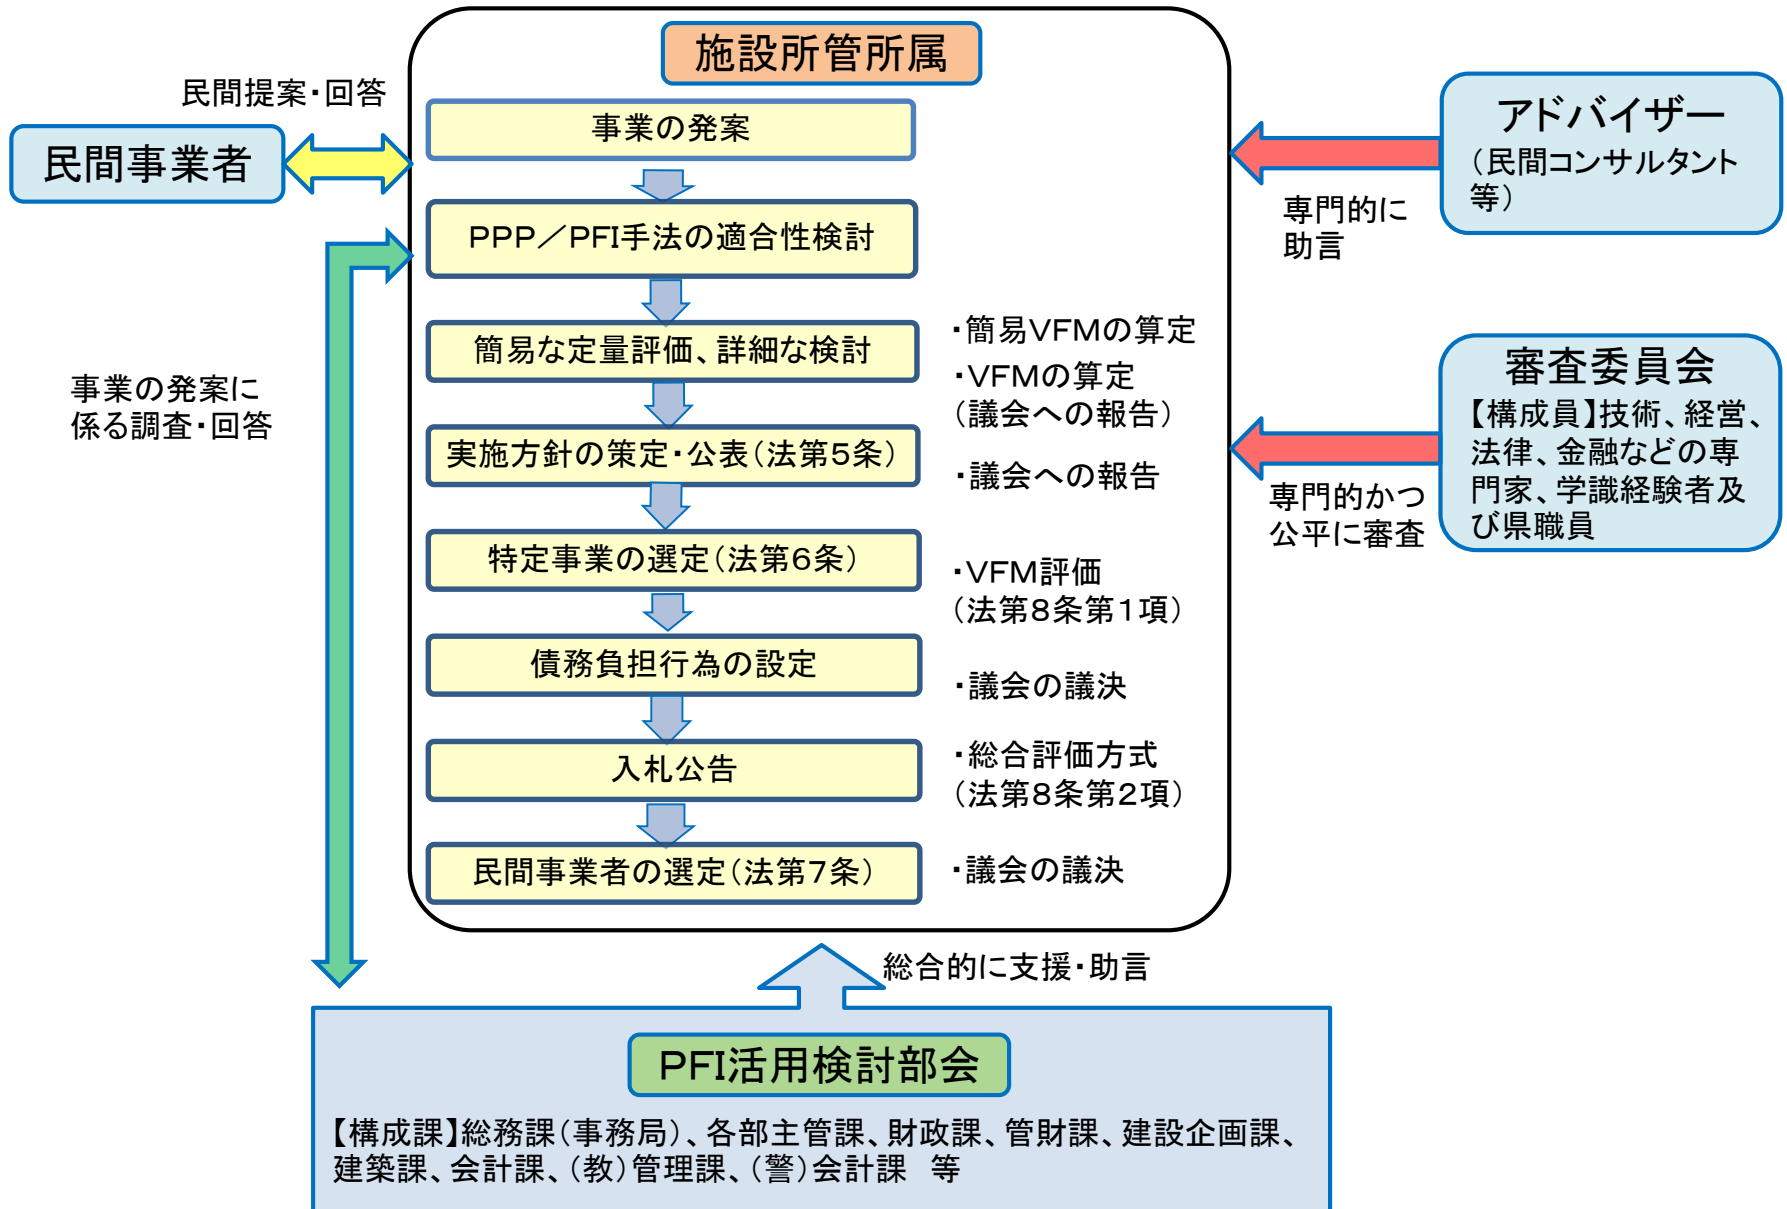 施設所管所属
民間提案・回答
民間事業者
事業の発案
PPP／PFI手法の適合性検討
簡易な定量評価、詳細な検討
・簡易VFMの算定
・VFMの算定
（議会への報告）
実施方針の策定・公表（法第5条）
・議会への報告
特定事業の選定（法第6条）
・VFM評価
（法第8条第1項）
債務負担行為の設定
・議会の議決
入札公告
・総合評価方式
（法第8条第2項）
民間事業者の選定（法第7条）
・議会の議決
アドバイザー
（民間コンサルタント
等）
専門的に
助言
審査委員会
【構成員】技術、経営、
法律、金融などの専
門家、学識経験者及
び県職員
専門的かつ
公平に審査
事業の発案に
係る調査・回答
総合的に支援・助言
PFI活用検討部会
【構成課】総務課（事務局）、各部主管課、財政課、管財課、建設企画課、
建築課、会計課、（教）管理課、（警）会計課　等